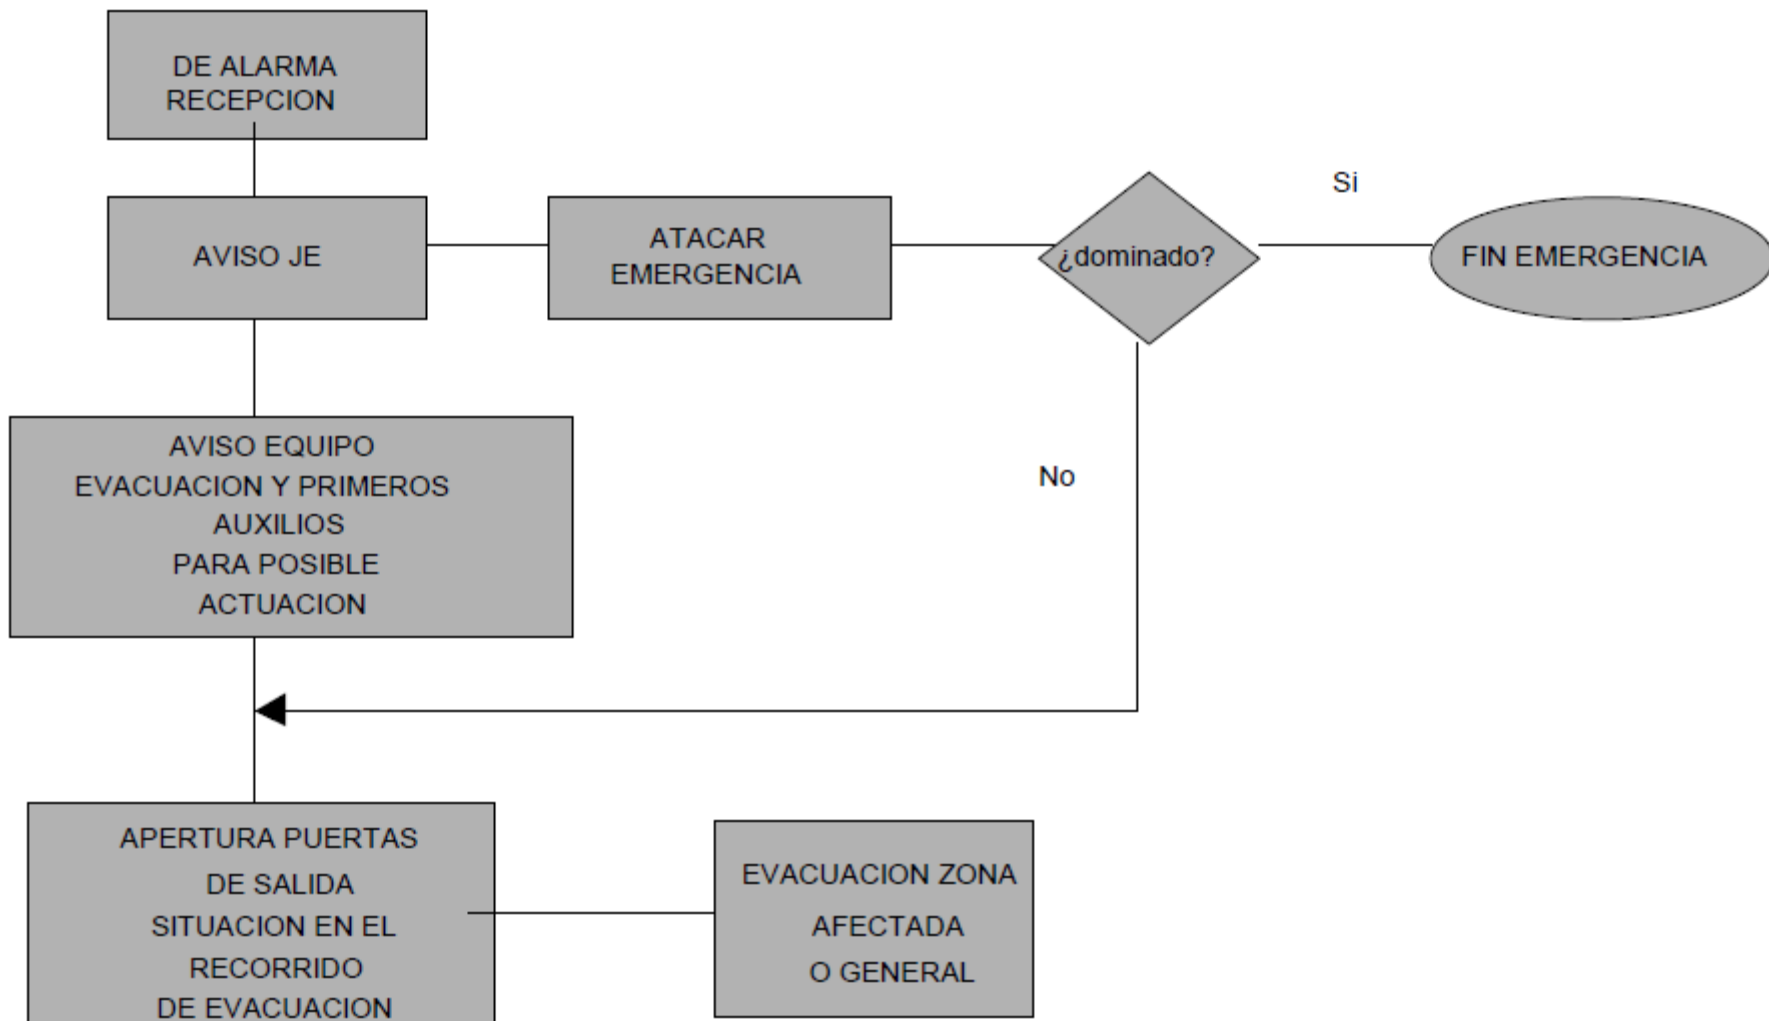 DE ALARMA
RECEPCION
Si
AVISO JE
ATACAR
EMERGENCIA
¿dominado?
FIN EMERGENCIA
AVISO EQUIPO
EVACUACION Y PRIMEROS
AUXILIOS
PARA POSIBLE
ACTUACION
No
APERTURA PUERTAS
DE SALIDA
SITUACION EN EL
RECORRIDO
DE EVACUACION
EVACUACION ZONA
AFECTADA
O GENERAL